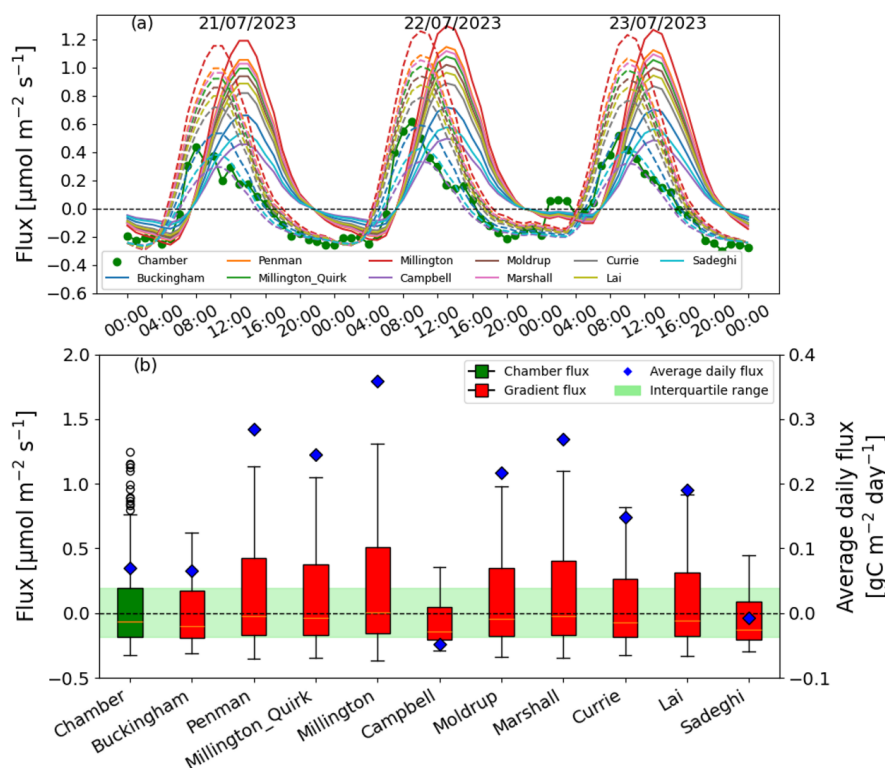 (a) 21/07/2023 22/07/2023 23/07/2023
1.2
1.0
0.8
0.6
0.4
0.2
0.0
−0.2
−0.4
−0.6
Flux [μmol m⁻² s⁻¹]
Chamber Penman Millington Moldrup Currie Sadeghi
Buckingham Millington_Quirk Campbell Marshall Lai
00:00 04:00 08:00 12:00 16:00 20:00 00:00 04:00 08:00 12:00 16:00 20:00 00:00 04:00 08:00 12:00 16:00 20:00 00:00
(b)
Chamber flux Average daily flux
Gradient flux Interquartile range
2.0
1.5
1.0
0.5
0.0
−0.5
Flux [μmol m⁻² s⁻¹]
0.4
0.3
0.2
0.1
0.0
−0.1
Average daily flux
[gC m⁻² day⁻¹]
Chamber Buckingham Penman Millington_Quirk Millington Campbell Moldrup Marshall Currie Lai Sadeghi